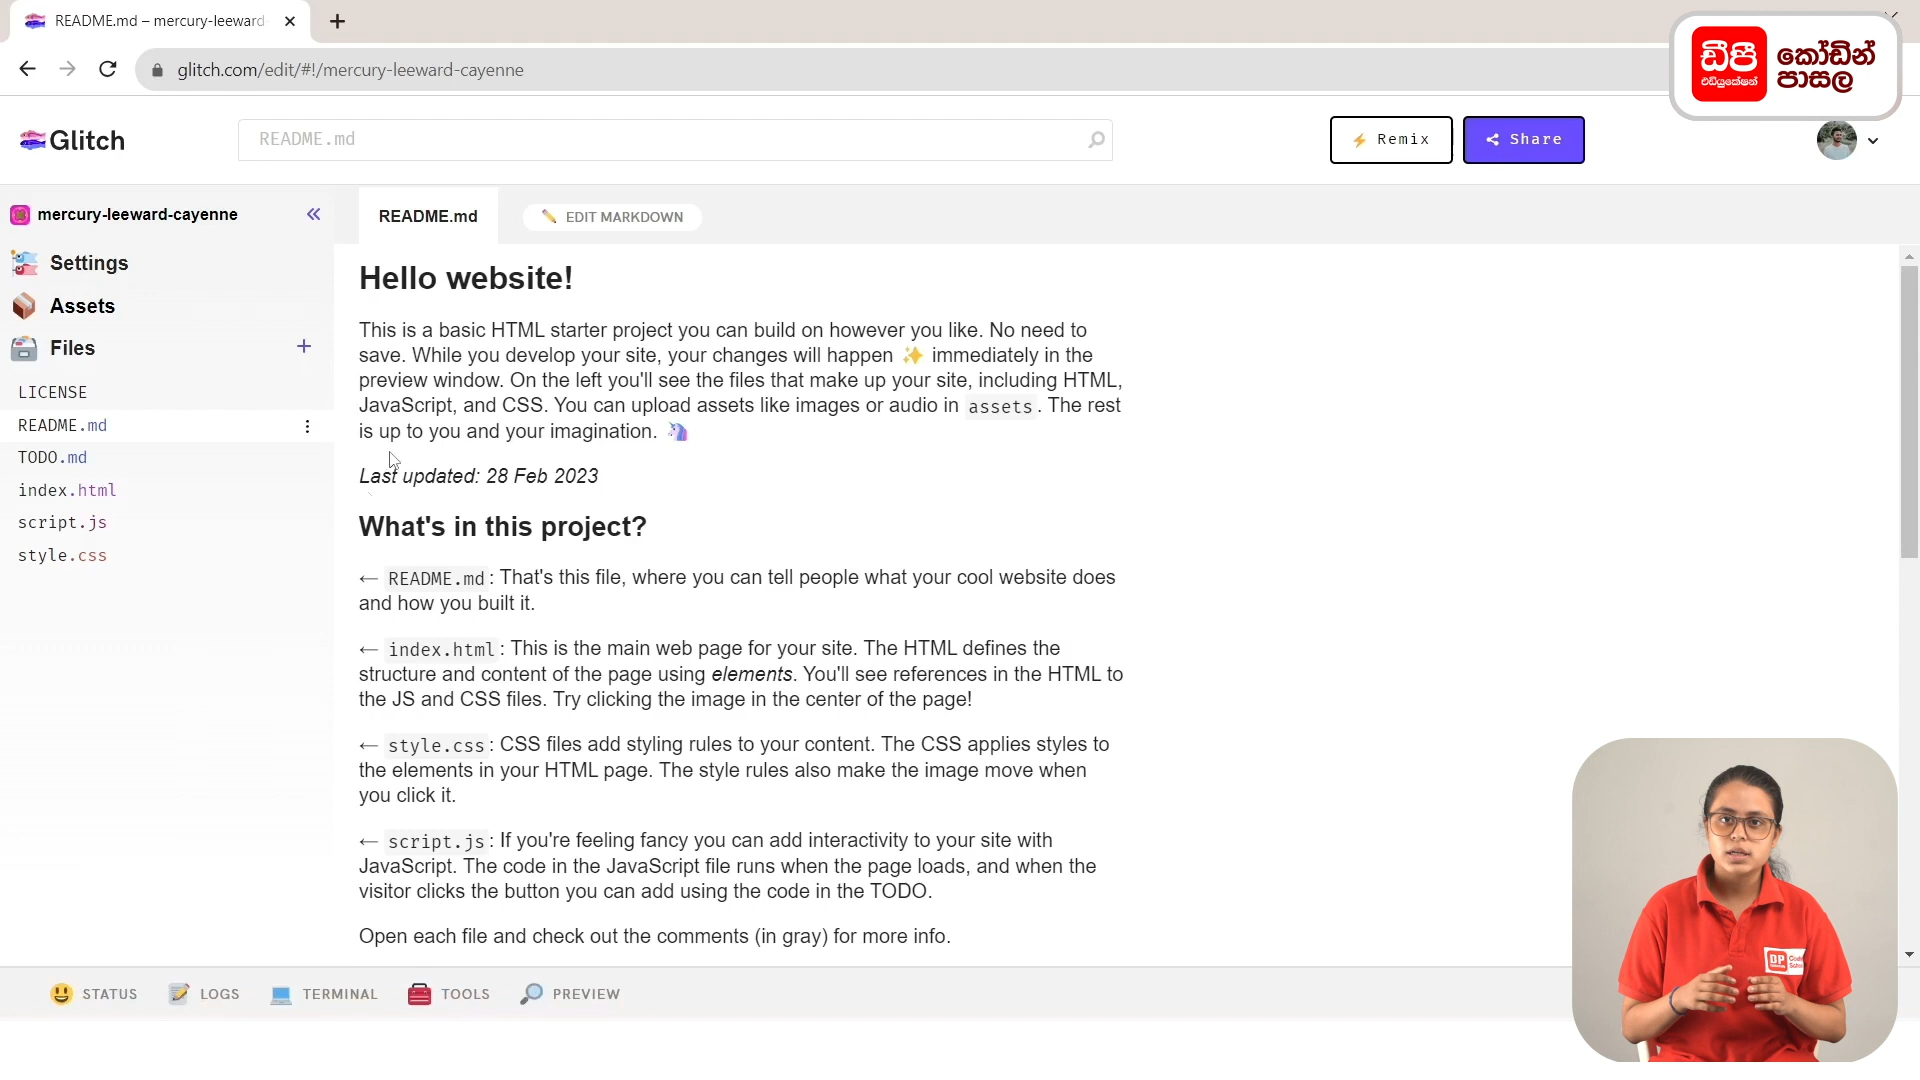 README.md – mercury-leeward-
glitch.com/edit/#!/mercury-leeward-cayenne
ඩීපී
එඩියුකේෂන්
කෝඩින්
පාසල
Glitch
README.md
Remix
Share
mercury-leeward-cayenne
README.md
EDIT MARKDOWN
Settings
Assets
Files
LICENSE
README.md
TODO.md
index.html
script.js
style.css
Hello website!
This is a basic HTML starter project you can build on however you like. No need to
save. While you develop your site, your changes will happen ✨ immediately in the
preview window. On the left you'll see the files that make up your site, including HTML,
JavaScript, and CSS. You can upload assets like images or audio in assets. The rest
is up to you and your imagination. 🦄
Last updated: 28 Feb 2023
What's in this project?
← README.md: That's this file, where you can tell people what your cool website does
and how you built it.
← index.html: This is the main web page for your site. The HTML defines the
structure and content of the page using elements. You'll see references in the HTML to
the JS and CSS files. Try clicking the image in the center of the page!
← style.css: CSS files add styling rules to your content. The CSS applies styles to
the elements in your HTML page. The style rules also make the image move when
you click it.
← script.js: If you're feeling fancy you can add interactivity to your site with
JavaScript. The code in the JavaScript file runs when the page loads, and when the
visitor clicks the button you can add using the code in the TODO.
Open each file and check out the comments (in gray) for more info.
STATUS
LOGS
TERMINAL
TOOLS
PREVIEW
DP